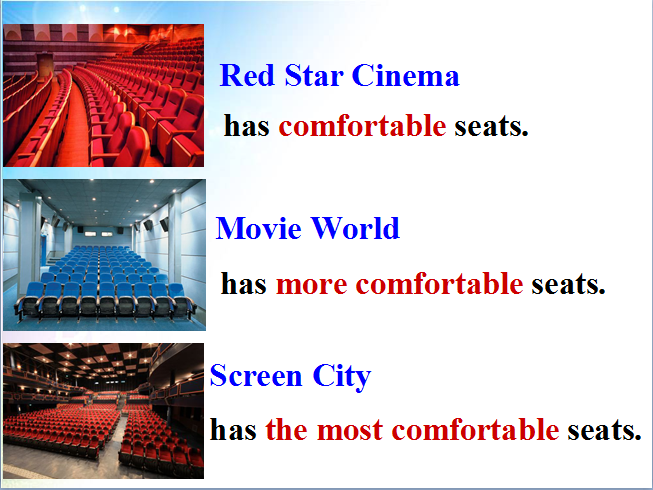 Red Star Cinema
has comfortable seats.
Movie World
has more comfortable seats.
Screen City
has the most comfortable seats.